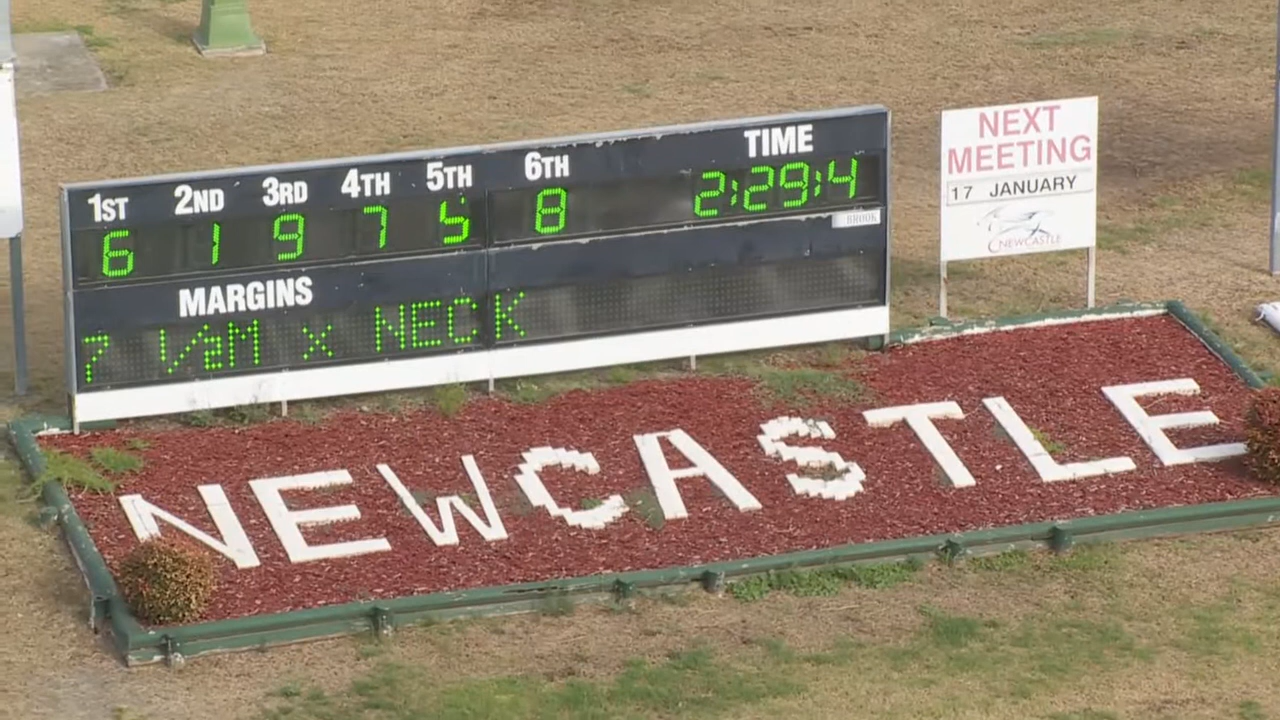 1ST 2ND 3RD 4TH 5TH 6TH TIME
6 1 9 7 5 8 2:29:4
BROOK
MARGINS
7 1/2M x NECK
NEXT
MEETING
17 JANUARY
NEWCASTLE
NEWCASTLE